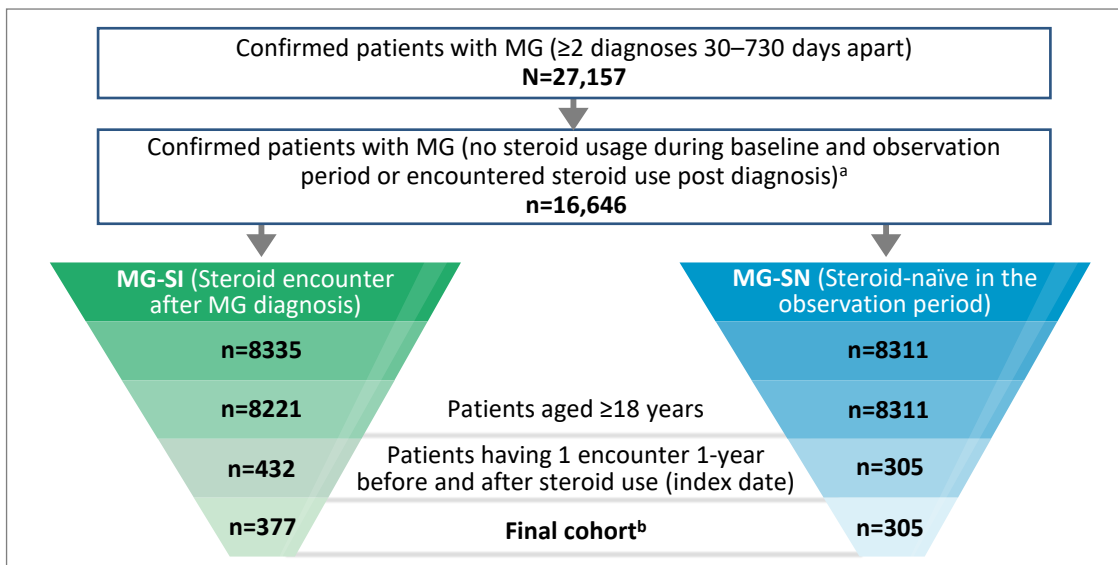 Confirmed patients with MG (≥2 diagnoses 30–730 days apart)
N=27,157
Confirmed patients with MG (no steroid usage during baseline and observation
period or encountered steroid use post diagnosis)ᵃ
n=16,646
MG-SI (Steroid encounter
after MG diagnosis)
MG-SN (Steroid-naïve in the
observation period)
n=8335
n=8311
n=8221
Patients aged ≥18 years
n=8311
n=432
Patients having 1 encounter 1-year
before and after steroid use (index date)
n=305
n=377
Final cohortᵇ
n=305